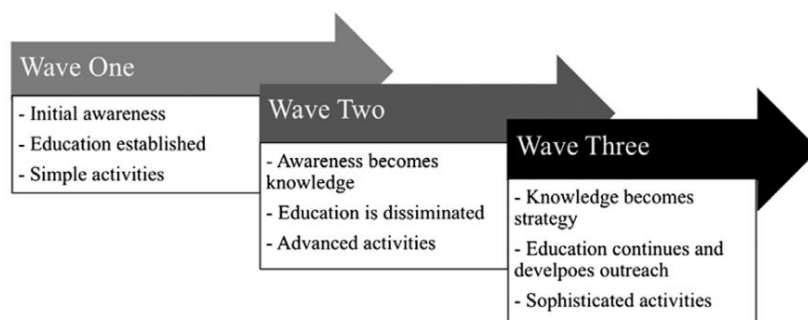 Wave One
- Initial awareness
- Education established
- Simple activities
Wave Two
- Awareness becomes
knowledge
- Education is dissiminated
- Advanced activities
Wave Three
- Knowledge becomes
strategy
- Education continues and
develpoes outreach
- Sophisticated activities